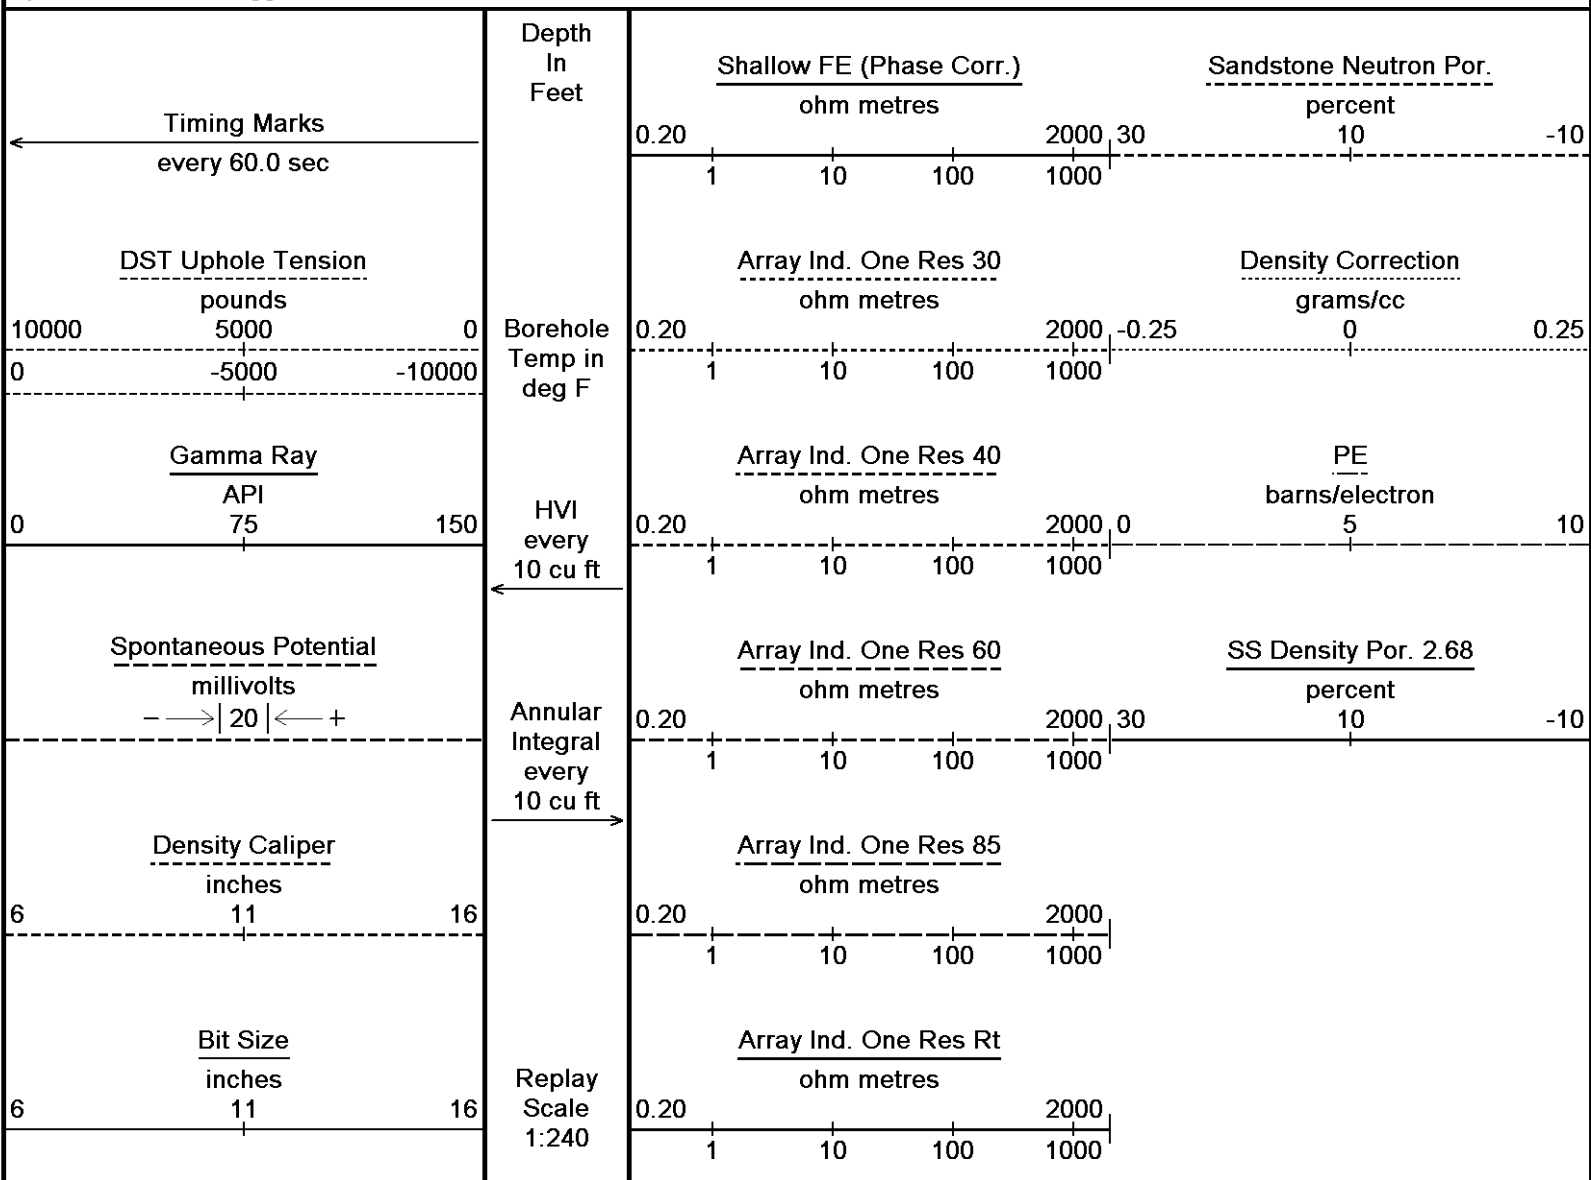 Timing Marks
every 60.0 sec
DST Uphole Tension
pounds
10000 5000 0
0 -5000 -10000
Gamma Ray
API
0 75 150
Spontaneous Potential
millivolts
− 20 +
Density Caliper
inches
6 11 16
Bit Size
inches
6 11 16
Depth
In
Feet
Borehole
Temp in
deg F
HVI
every
10 cu ft
Annular
Integral
every
10 cu ft
Replay
Scale
1:240
Shallow FE (Phase Corr.)
ohm metres
0.20 2000
1 10 100 1000
Array Ind. One Res 30
ohm metres
0.20 2000
1 10 100 1000
Array Ind. One Res 40
ohm metres
0.20 2000
1 10 100 1000
Array Ind. One Res 60
ohm metres
0.20 2000
1 10 100 1000
Array Ind. One Res 85
ohm metres
0.20 2000
1 10 100 1000
Array Ind. One Res Rt
ohm metres
0.20 2000
1 10 100 1000
Sandstone Neutron Por.
percent
30 10 -10
Density Correction
grams/cc
-0.25 0 0.25
PE
barns/electron
0 5 10
SS Density Por. 2.68
percent
30 10 -10